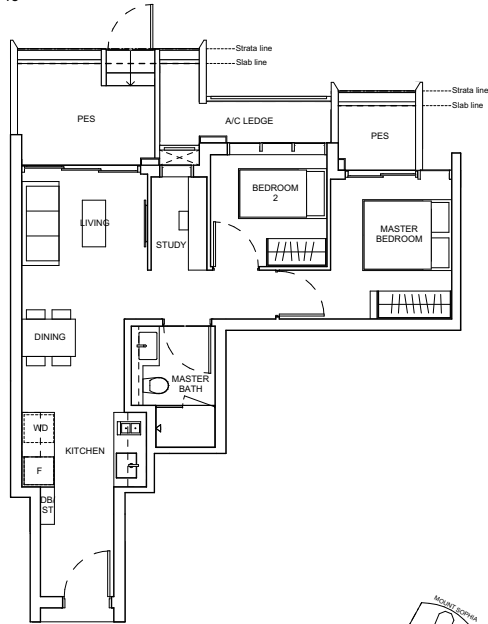 Strata line
Slab line
Strata line
Slab line
PES
A/C LEDGE
PES
BEDROOM
2
LIVING
STUDY
MASTER
BEDROOM
DINING
MASTER
BATH
WD
KITCHEN
F
DB/
ST
MOUNT SOPHIA